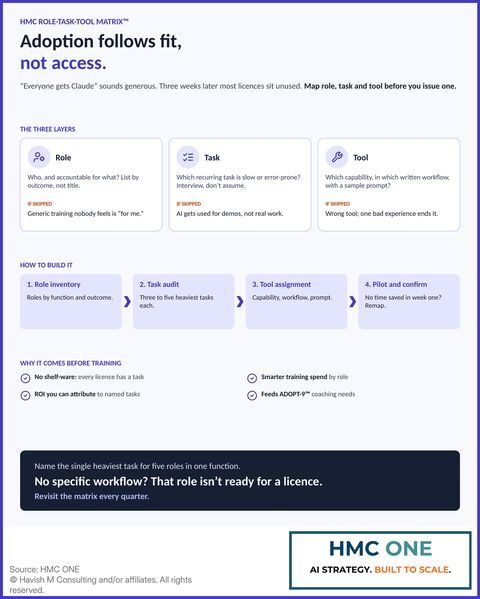 HMC ROLE-TASK-TOOL MATRIX™
Adoption follows fit,
not access.
“Everyone gets Claude” sounds generous. Three weeks later most licences sit unused. Map role, task and tool before you issue one.
THE THREE LAYERS
Role
Who, and accountable for what? List by
outcome, not title.
IF SKIPPED
Generic training nobody feels is “for me.”
Task
Which recurring task is slow or error-prone?
Interview, don’t assume.
IF SKIPPED
AI gets used for demos, not real work.
Tool
Which capability, in which written workflow,
with a sample prompt?
IF SKIPPED
Wrong tool; one bad experience ends it.
HOW TO BUILD IT
1. Role inventory
Roles by function and outcome.
2. Task audit
Three to five heaviest tasks
each.
3. Tool assignment
Capability, workflow, prompt.
4. Pilot and confirm
No time saved in week one?
Remap.
WHY IT COMES BEFORE TRAINING
No shelf-ware: every licence has a task
Smarter training spend by role
ROI you can attribute to named tasks
Feeds ADOPT-9™ coaching needs
Name the single heaviest task for five roles in one function.
No specific workflow? That role isn’t ready for a licence.
Revisit the matrix every quarter.
HMC ONE
AI STRATEGY. BUILT TO SCALE.
Source: HMC ONE
© Havish M Consulting and/or affiliates. All rights
reserved.